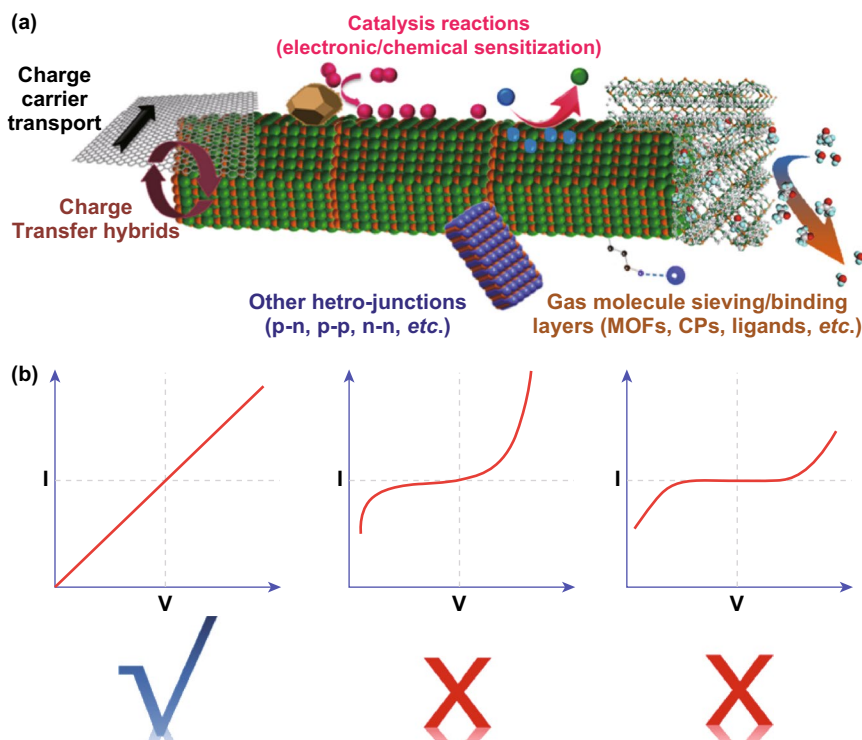 (a)
Catalysis reactions
(electronic/chemical sensitization)
Charge
carrier
transport
Charge
Transfer hybrids
Other hetro-junctions
(p-n, p-p, n-n, etc.)
Gas molecule sieving/binding
layers (MOFs, CPs, ligands, etc.)
(b)
I
V
I
V
I
V